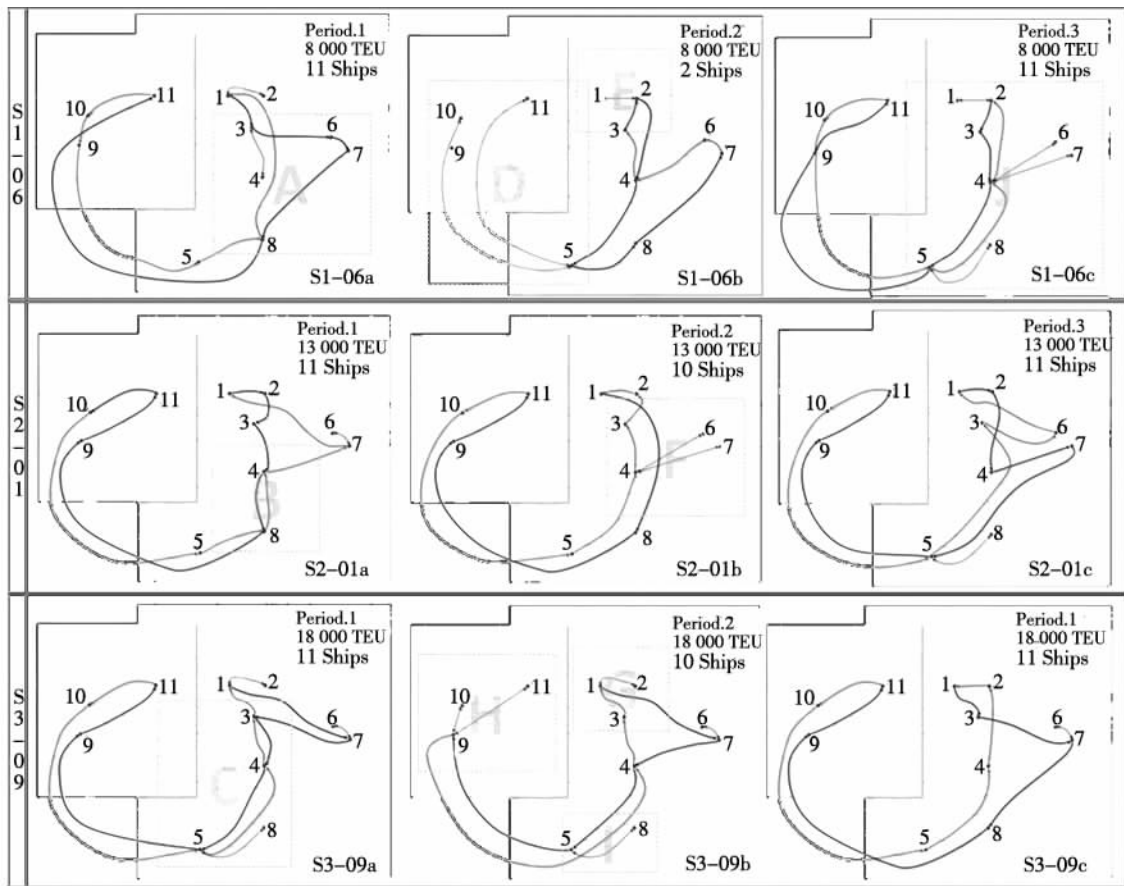 S1-06
Period.1
8 000 TEU
11 Ships
1
2
3
4
5
6
7
8
9
10
11
A
S1-06a
Period.2
8 000 TEU
2 Ships
1
2
3
4
5
6
7
8
9
10
11
D
E
S1-06b
Period.3
8 000 TEU
11 Ships
1
2
3
4
5
6
7
8
9
10
11
J
S1-06c
S2-01
Period.1
13 000 TEU
11 Ships
1
2
3
4
5
6
7
8
9
10
11
B
S2-01a
Period.2
13 000 TEU
10 Ships
1
2
3
4
5
6
7
8
9
10
11
F
S2-01b
Period.3
13 000 TEU
11 Ships
1
2
3
4
5
6
7
8
9
10
11
S2-01c
S3-09
Period.1
18 000 TEU
11 Ships
1
2
3
4
5
6
7
8
9
10
11
C
S3-09a
Period.2
18 000 TEU
10 Ships
1
2
3
4
5
6
7
8
9
10
11
G
H
I
S3-09b
Period.1
18 000 TEU
11 Ships
1
2
3
4
5
6
7
8
9
10
11
S3-09c